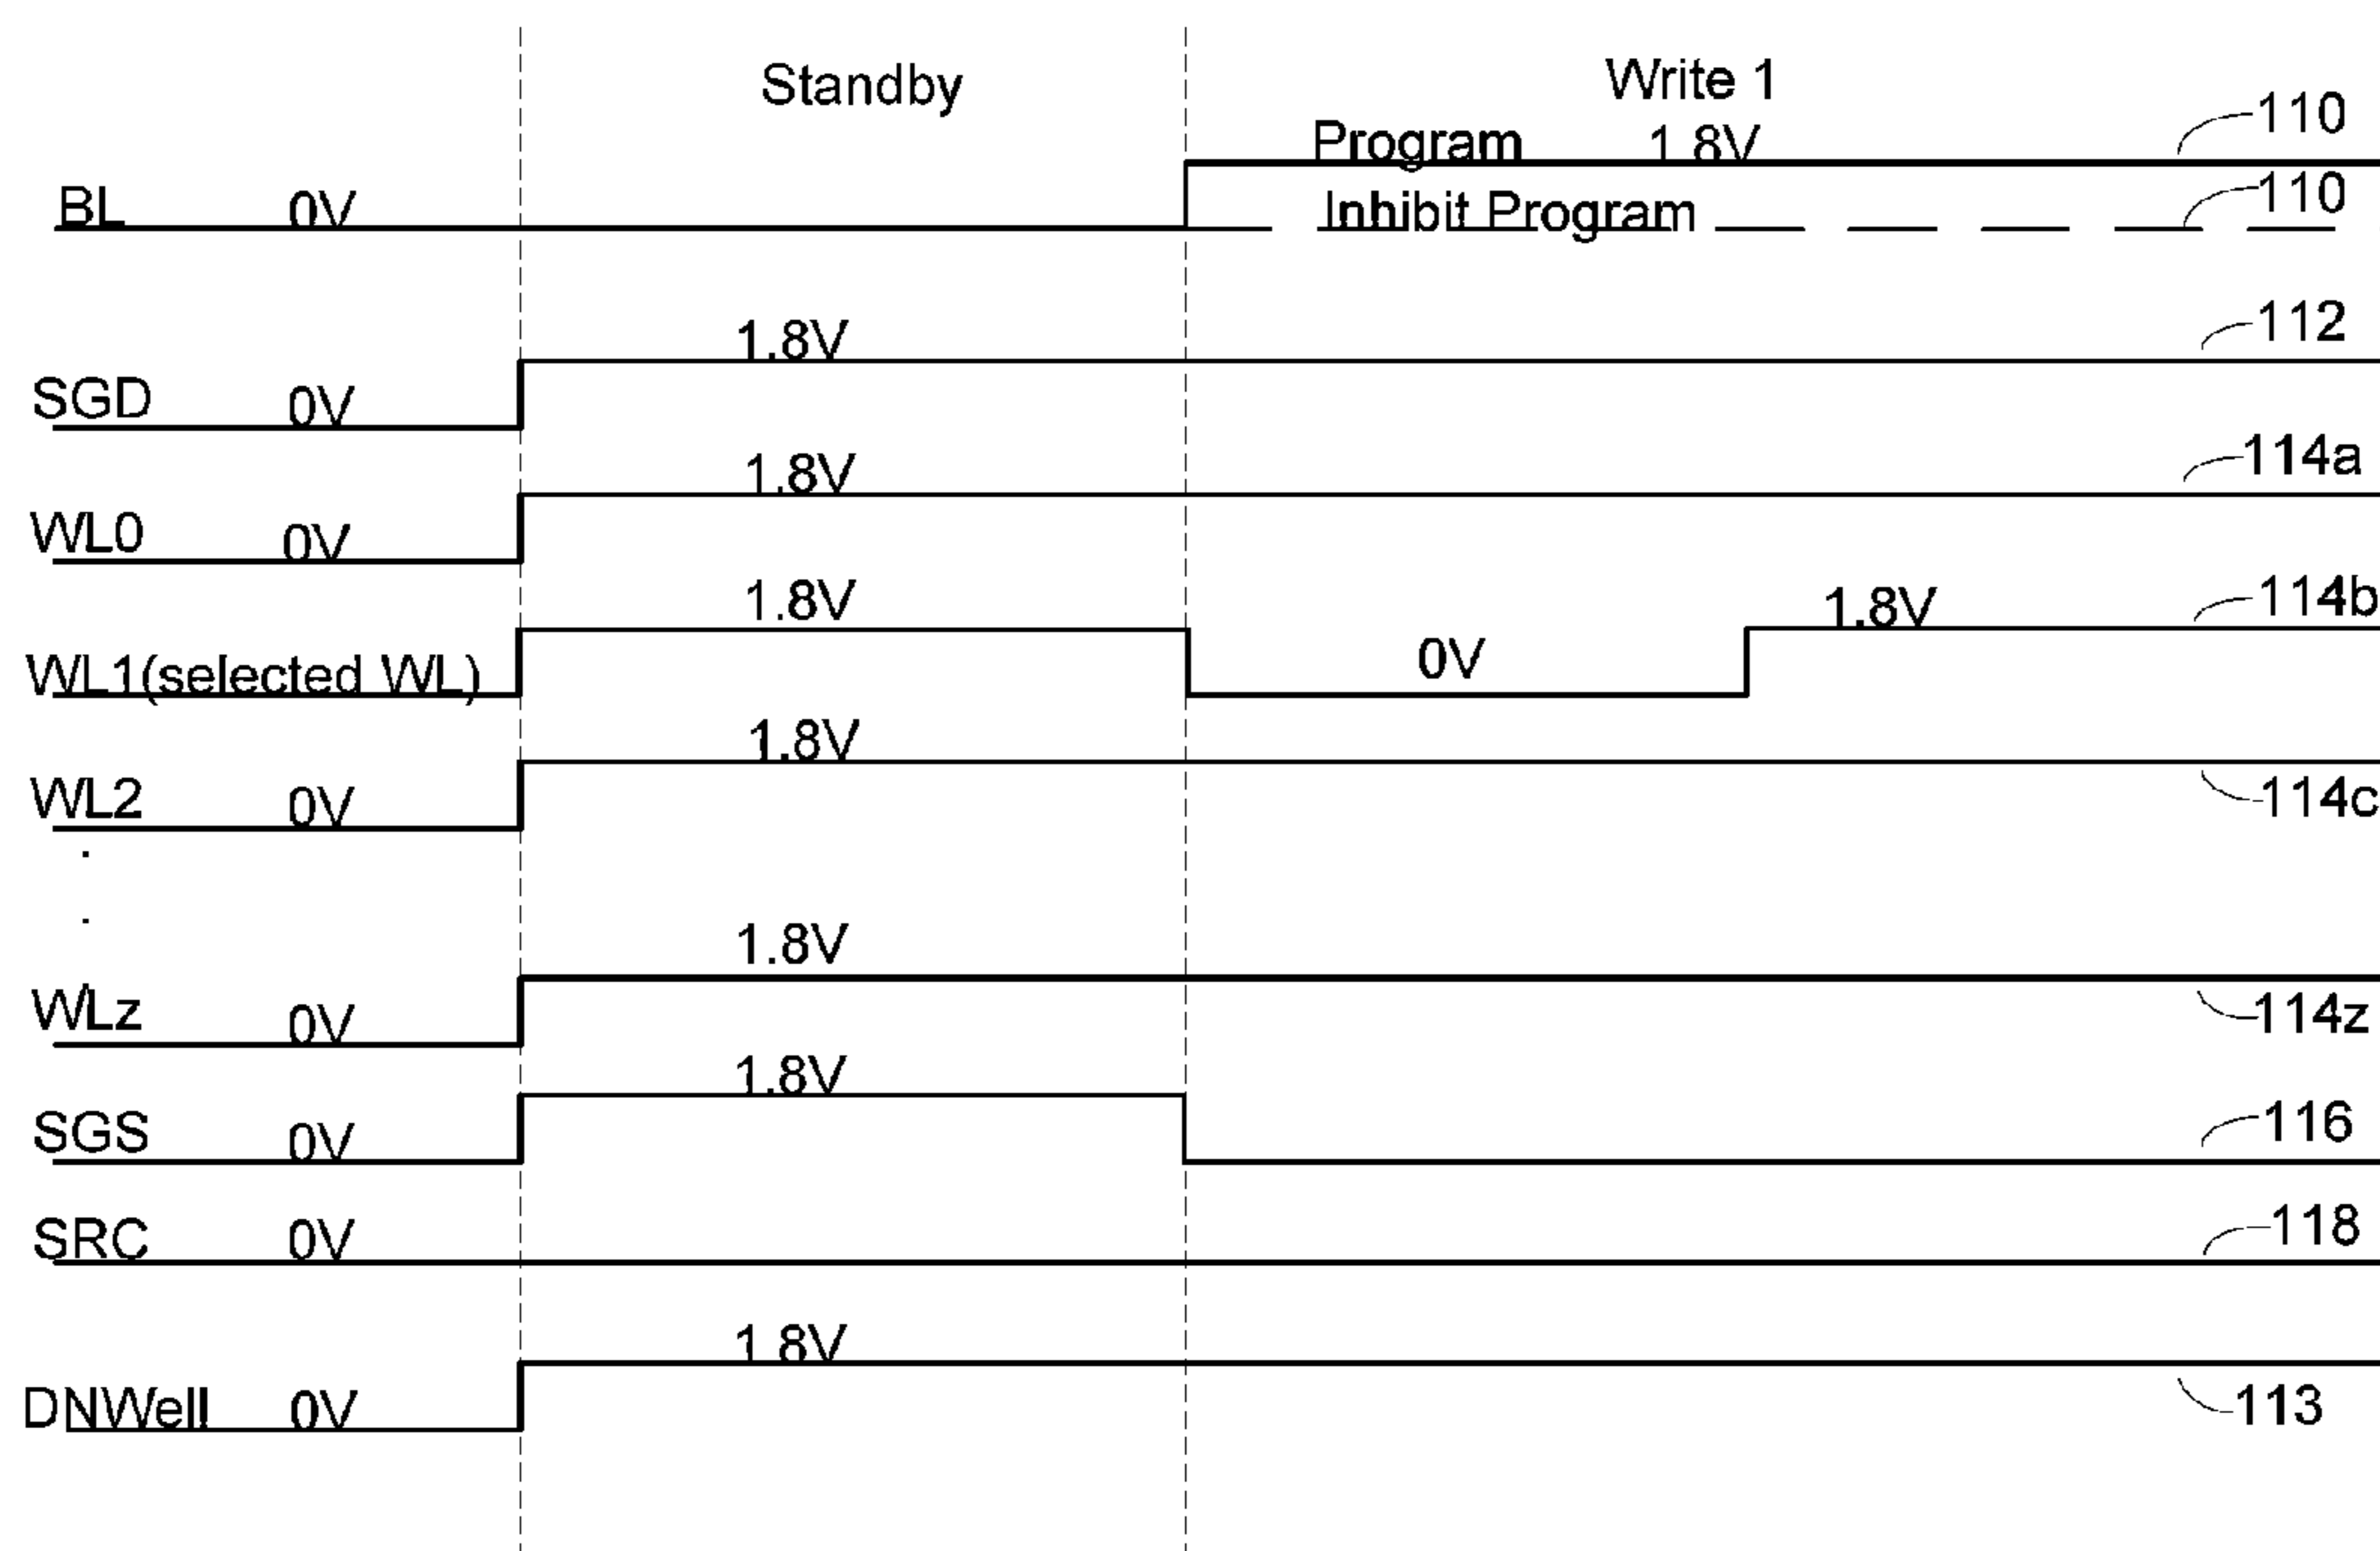 Standby
Write 1
Program 1.8V 110
BL 0V Inhibit Program 110
1.8V 112
SGD 0V
1.8V 114a
WL0 0V
1.8V 1.8V 114b
WL1(selected WL) 0V
1.8V
WL2 0V 114c
.
.
1.8V
WLz 0V 114z
1.8V
SGS 0V 116
SRC 0V 118
1.8V
DNWell 0V 113